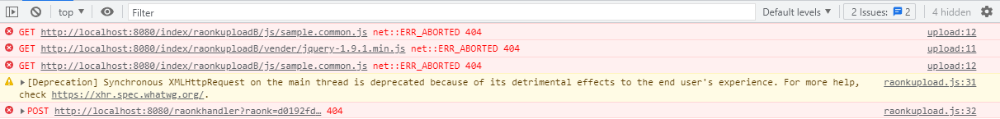 top ▼ Filter Default levels ▼ 2 Issues: 2 4 hidden
GET http://localhost:8080/index/raonkuploadB/js/sample.common.js net::ERR_ABORTED 404 upload:12
GET http://localhost:8080/index/raonkuploadB/vender/jquery-1.9.1.min.js net::ERR_ABORTED 404 upload:11
GET http://localhost:8080/index/raonkuploadB/js/sample.common.js net::ERR_ABORTED 404 upload:12
[Deprecation] Synchronous XMLHttpRequest on the main thread is deprecated because of its detrimental effects to the end user's experience. For more help, raonkupload.js:31
check https://xhr.spec.whatwg.org/.
POST http://localhost:8080/raonkhandler?raonk=d0192fd… 404 raonkupload.js:32